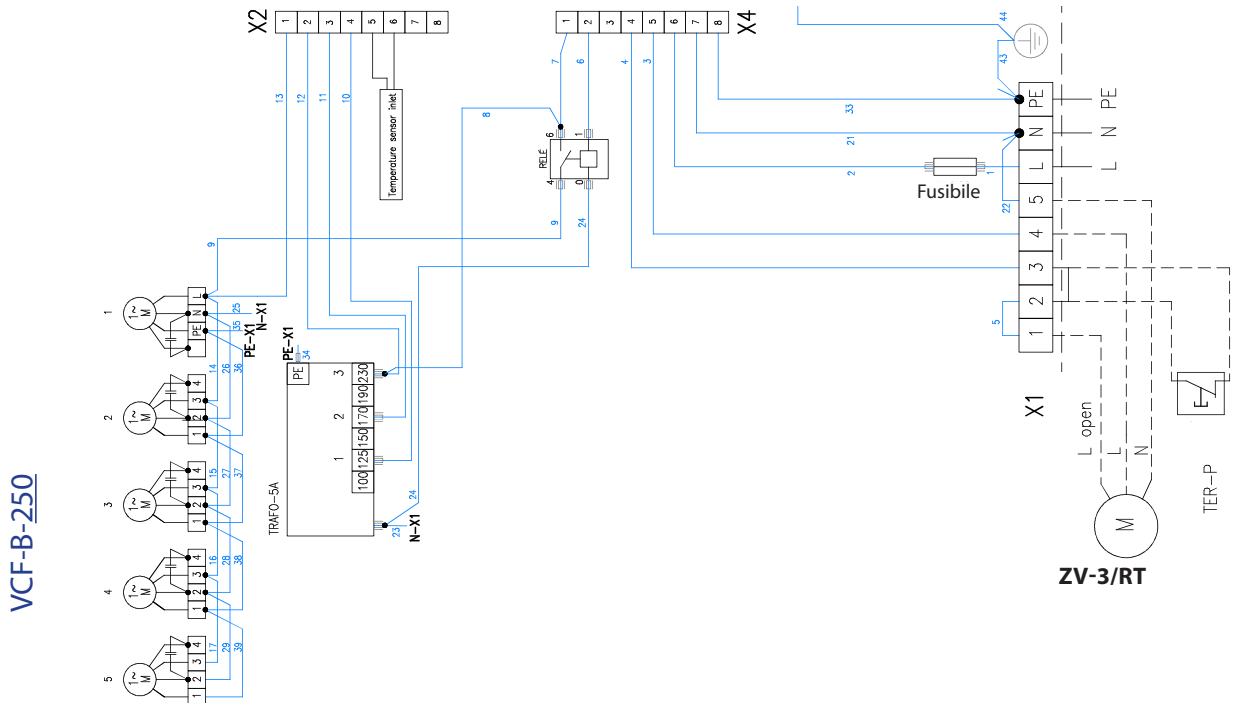 X2
1 2 3 4 5 6 7 8
X4
1 2 3 4 5 6 7 8
44
43
13
12
11
10
Temperature sensor inlet
7
6
4
3
8
33
21
2
1
22
Fusibile
RELÉ
6 1
4 0
9
24
9
PE N L 5 4 3 2 1
PE
N
L
X1
5
L open
L
N
M
ZV-3/RT
TER-P
1
1~
M
L
N
PE
25
N-X1
35
PE-X1
14
26
36
2
1~
M
4
3
2
1
15
27
37
3
1~
M
4
3
2
1
16
28
38
4
1~
M
4
3
2
1
17
29
39
5
1~
M
4
3
2
1
PE-X1
34
PE
TRAFO-5A
3
2
1
230
190
170
150
125
100
24
23
N-X1
VCF-B-250